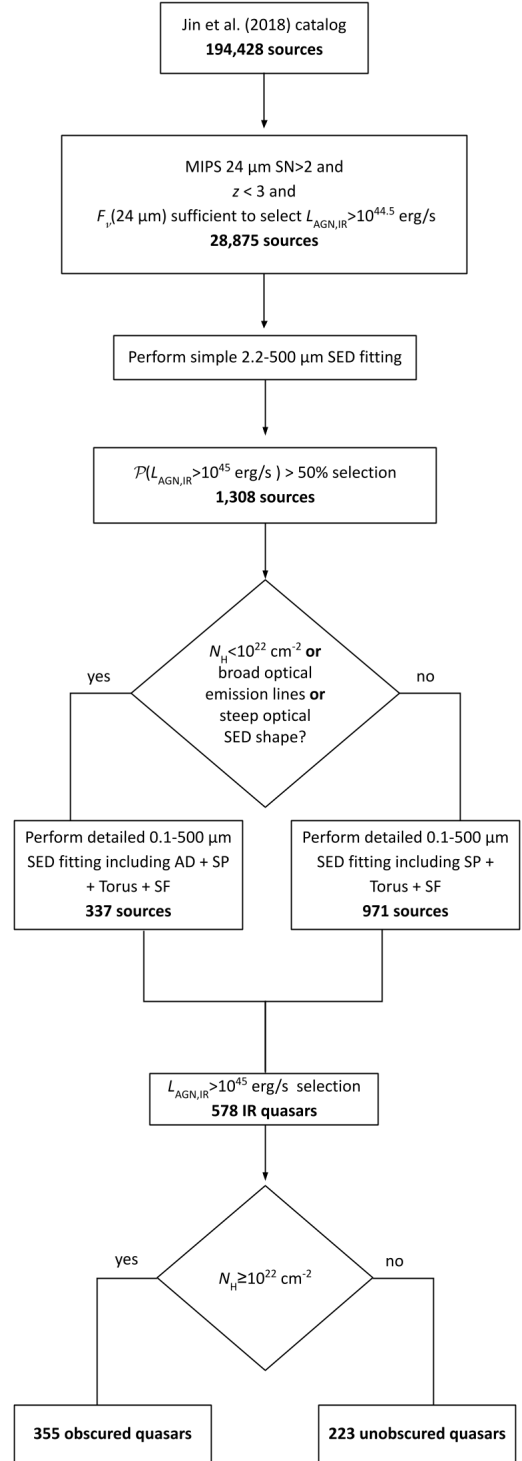 Jin et al. (2018) catalog
194,428 sources
MIPS 24 μm SN>2 and
z < 3 and
Fν(24 μm) sufficient to select L_AGN,IR>10^44.5 erg/s
28,875 sources
Perform simple 2.2-500 μm SED fitting
𝒫(L_AGN,IR>10^45 erg/s ) > 50% selection
1,308 sources
N_H<10^22 cm^-2 or
broad optical
emission lines or
steep optical
SED shape?
yes
no
Perform detailed 0.1-500 μm
SED fitting including AD + SP
+ Torus + SF
337 sources
Perform detailed 0.1-500 μm
SED fitting including SP +
Torus + SF
971 sources
L_AGN,IR>10^45 erg/s selection
578 IR quasars
N_H≥10^22 cm^-2
yes
no
355 obscured quasars
223 unobscured quasars